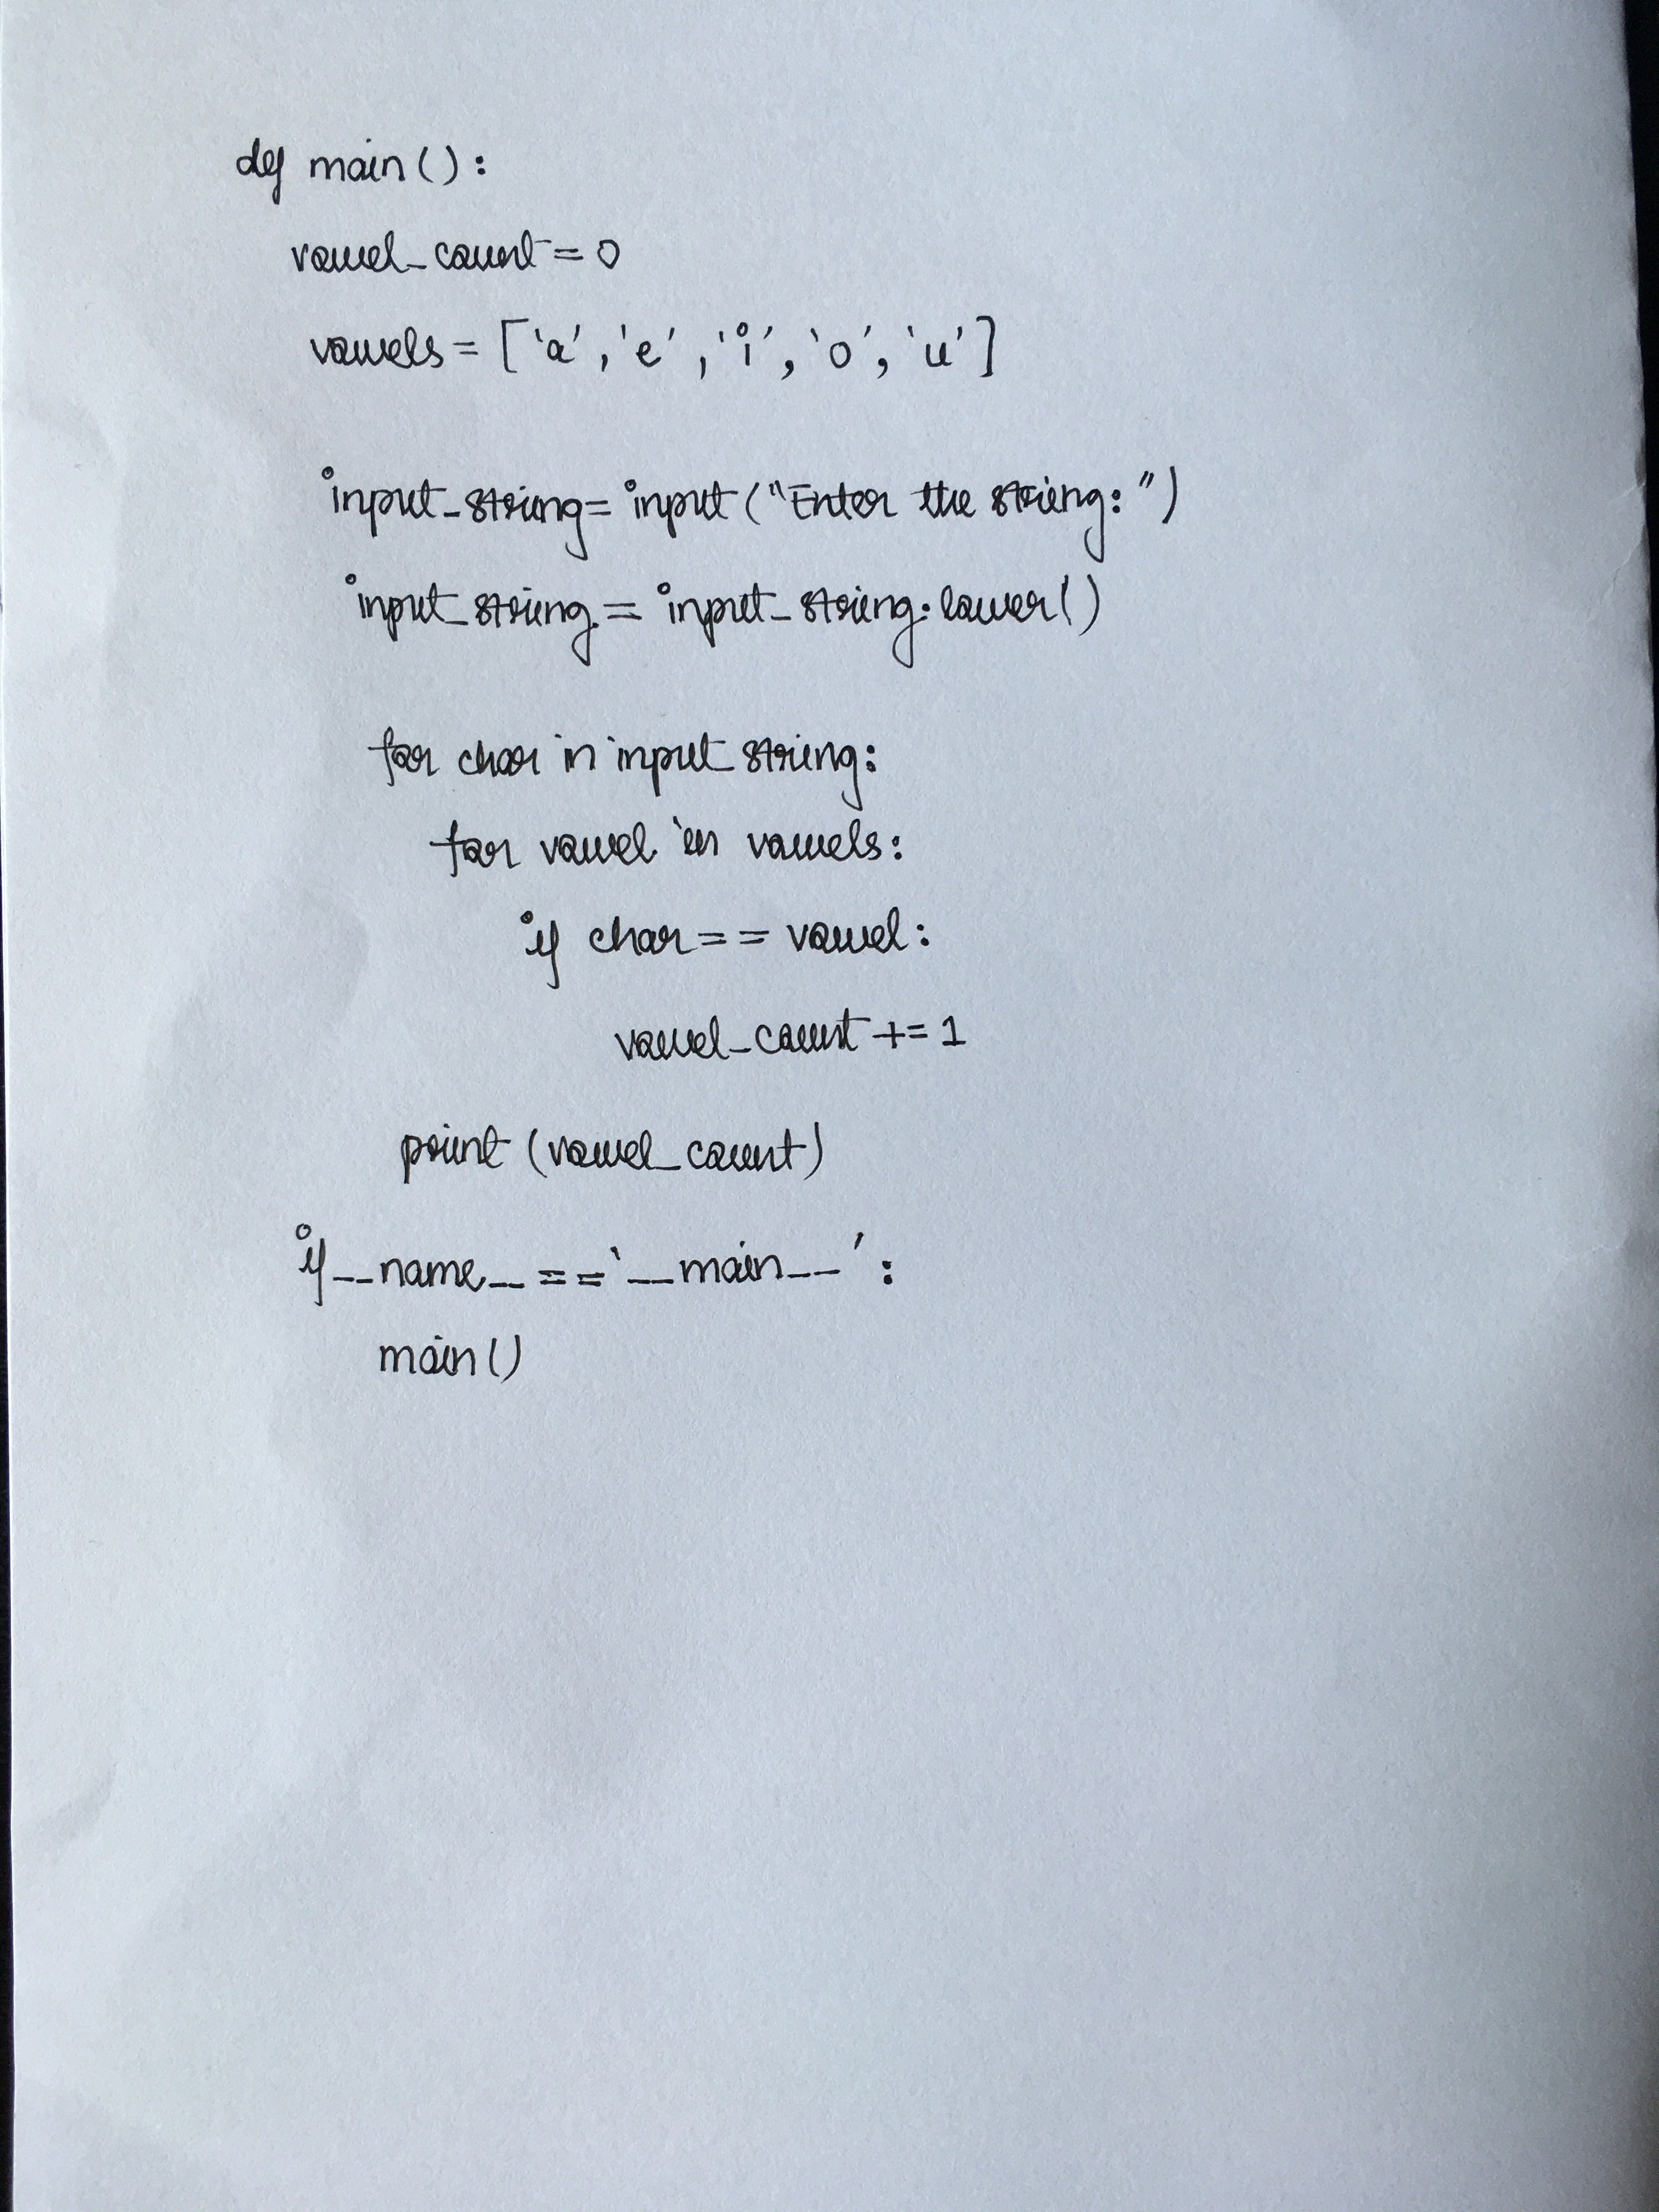 def main():
vowel_count = 0
vowels = ['a', 'e', 'i', 'o', 'u']
input_string = input("Enter the string: ")
input_string = input_string.lower()
for char in input_string:
for vowel in vowels:
if char == vowel:
vowel_count += 1
print (vowel_count)
if __name__ == '__main__':
main()